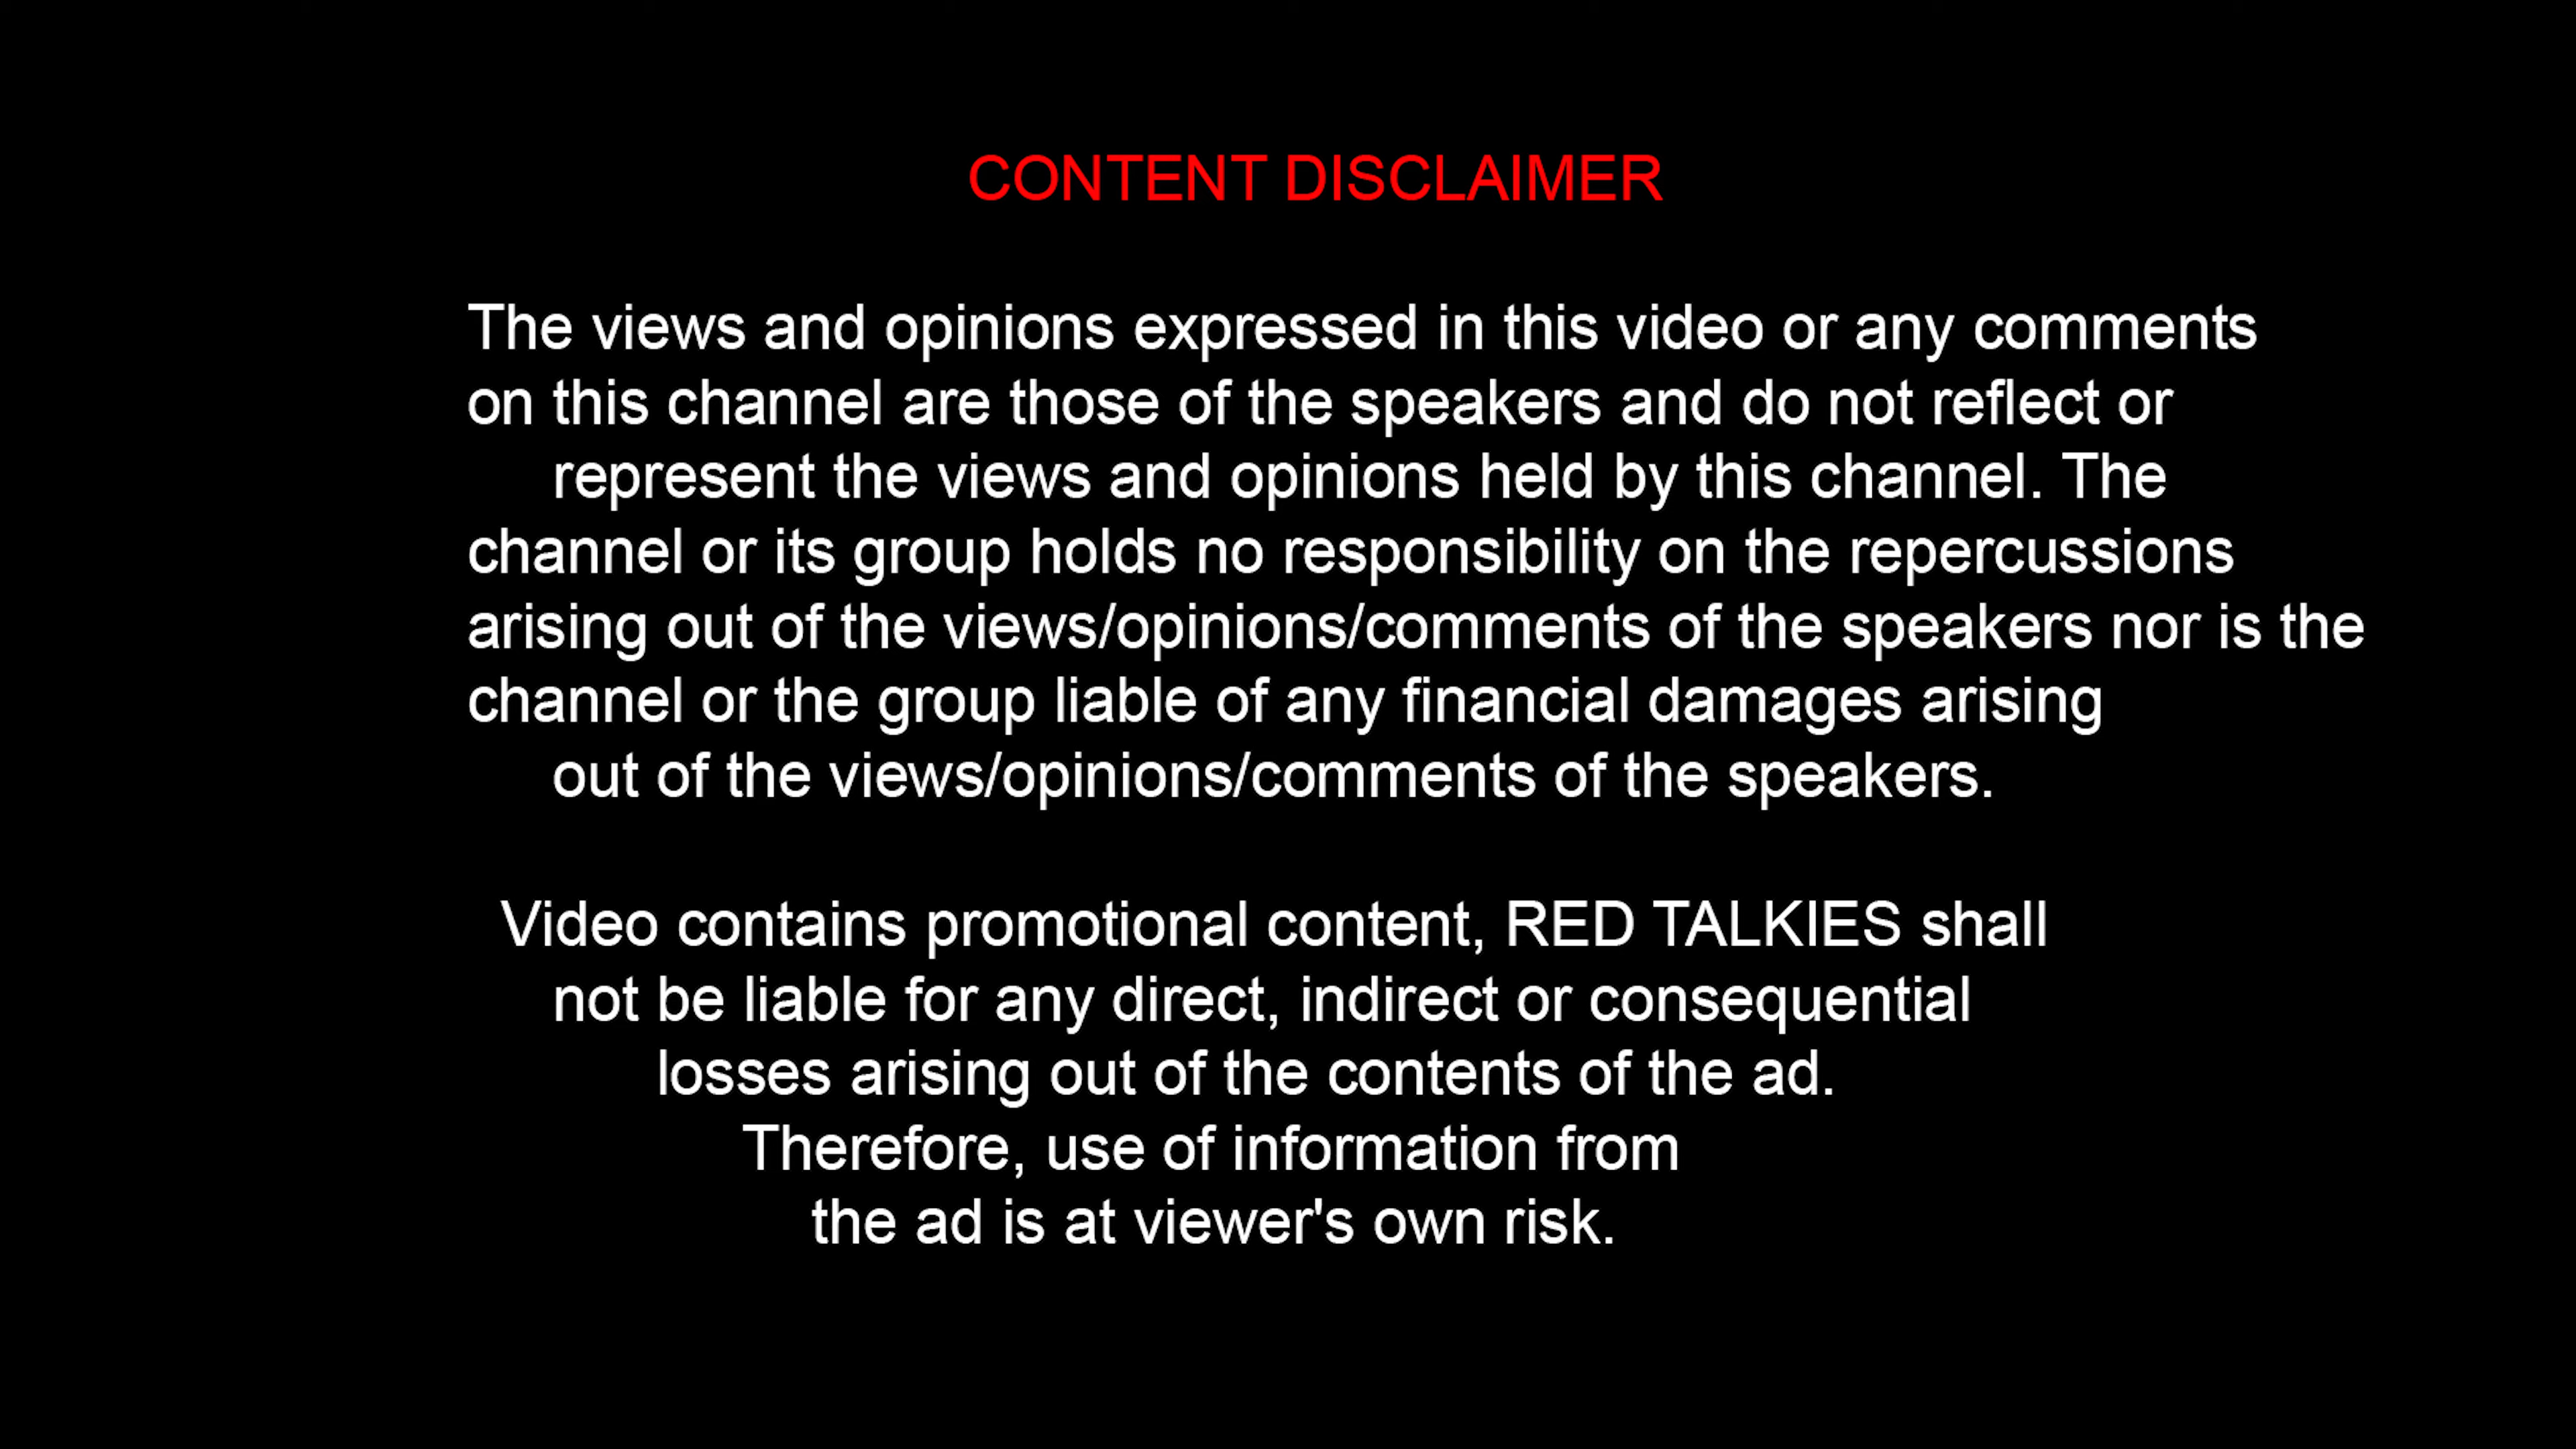 CONTENT DISCLAIMER
The views and opinions expressed in this video or any comments
on this channel are those of the speakers and do not reflect or
represent the views and opinions held by this channel. The
channel or its group holds no responsibility on the repercussions
arising out of the views/opinions/comments of the speakers nor is the
channel or the group liable of any financial damages arising
out of the views/opinions/comments of the speakers.
Video contains promotional content, RED TALKIES shall
not be liable for any direct, indirect or consequential
losses arising out of the contents of the ad.
Therefore, use of information from
the ad is at viewer's own risk.